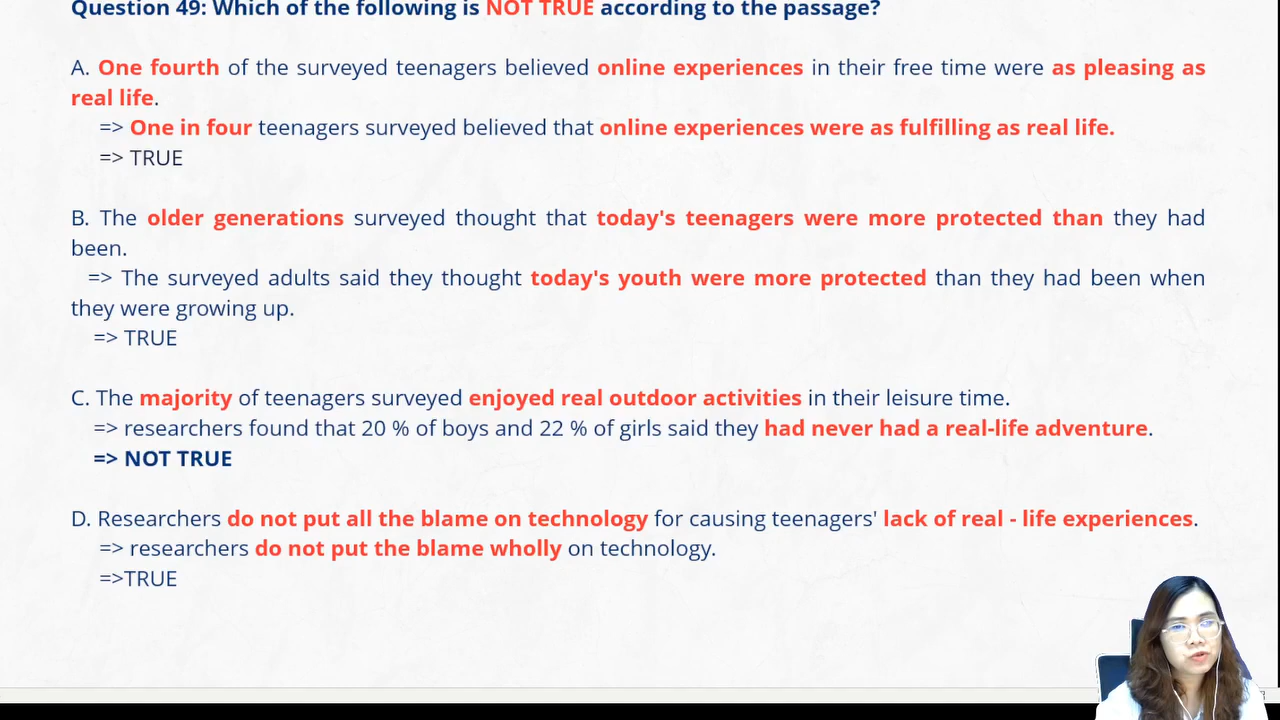 Question 49: Which of the following is NOT TRUE according to the passage?
A. One fourth of the surveyed teenagers believed online experiences in their free time were as pleasing as
real life.
=> One in four teenagers surveyed believed that online experiences were as fulfilling as real life.
=> TRUE
B. The older generations surveyed thought that today's teenagers were more protected than they had
been.
=> The surveyed adults said they thought today's youth were more protected than they had been when
they were growing up.
=> TRUE
C. The majority of teenagers surveyed enjoyed real outdoor activities in their leisure time.
=> researchers found that 20 % of boys and 22 % of girls said they had never had a real-life adventure.
=> NOT TRUE
D. Researchers do not put all the blame on technology for causing teenagers' lack of real - life experiences.
=> researchers do not put the blame wholly on technology.
=>TRUE